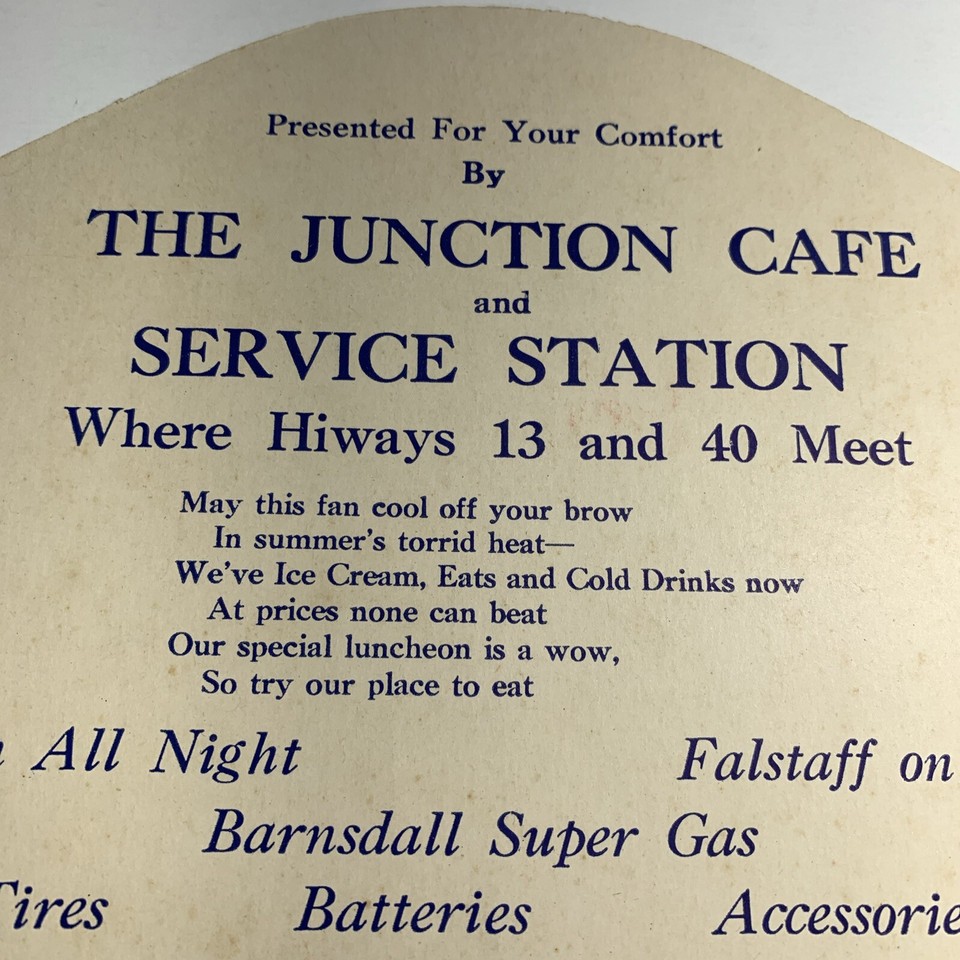 Presented For Your Comfort
By
THE JUNCTION CAFE
and
SERVICE STATION
Where Hiways 13 and 40 Meet
May this fan cool off your brow
In summer's torrid heat—
We've Ice Cream, Eats and Cold Drinks now
At prices none can beat
Our special luncheon is a wow,
So try our place to eat
All Night Falstaff on
Barnsdall Super Gas
Tires Batteries Accessorie